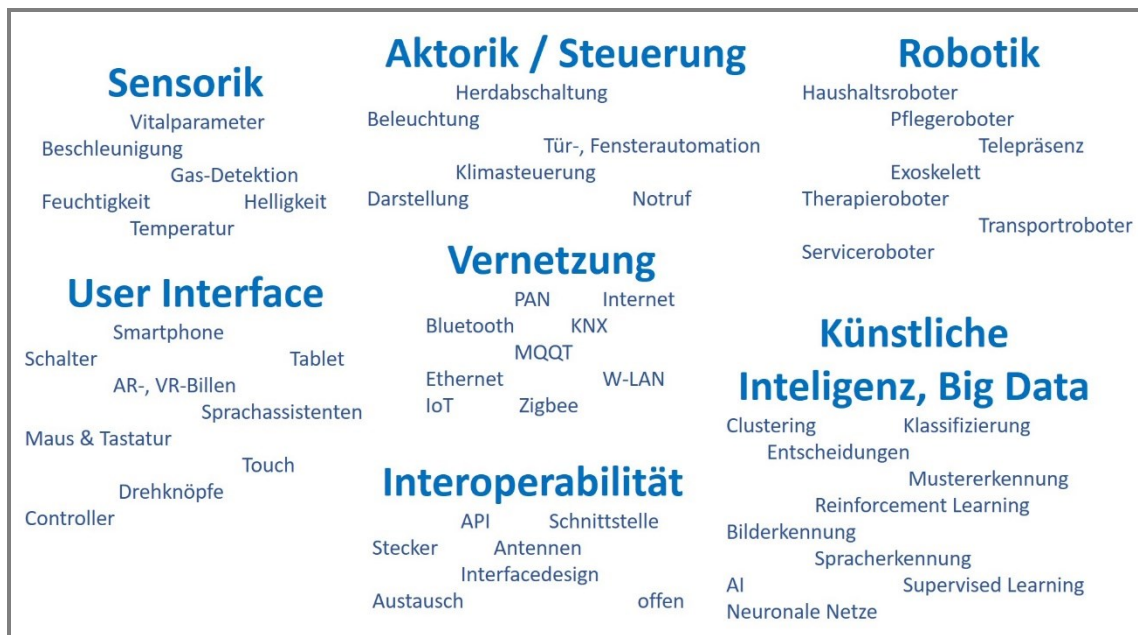 Sensorik
Vitalparameter
Beschleunigung
Gas-Detektion
Feuchtigkeit Helligkeit
Temperatur
Aktorik / Steuerung
Herdabschaltung
Beleuchtung
Tür-, Fensterautomation
Klimasteuerung
Darstellung Notruf
Robotik
Haushaltsroboter
Pflegeroboter
Telepräsenz
Exoskelett
Therapieroboter
Transportroboter
Serviceroboter
User Interface
Smartphone
Schalter Tablet
AR-, VR-Billen
Sprachassistenten
Maus & Tastatur
Touch
Drehknöpfe
Controller
Vernetzung
PAN Internet
Bluetooth KNX
MQQT
Ethernet W-LAN
IoT Zigbee
Interoperabilität
API Schnittstelle
Stecker Antennen
Interfacedesign
Austausch offen
Künstliche
Inteligenz, Big Data
Clustering Klassifizierung
Entscheidungen
Mustererkennung
Reinforcement Learning
Bilderkennung
Spracherkennung
AI Supervised Learning
Neuronale Netze